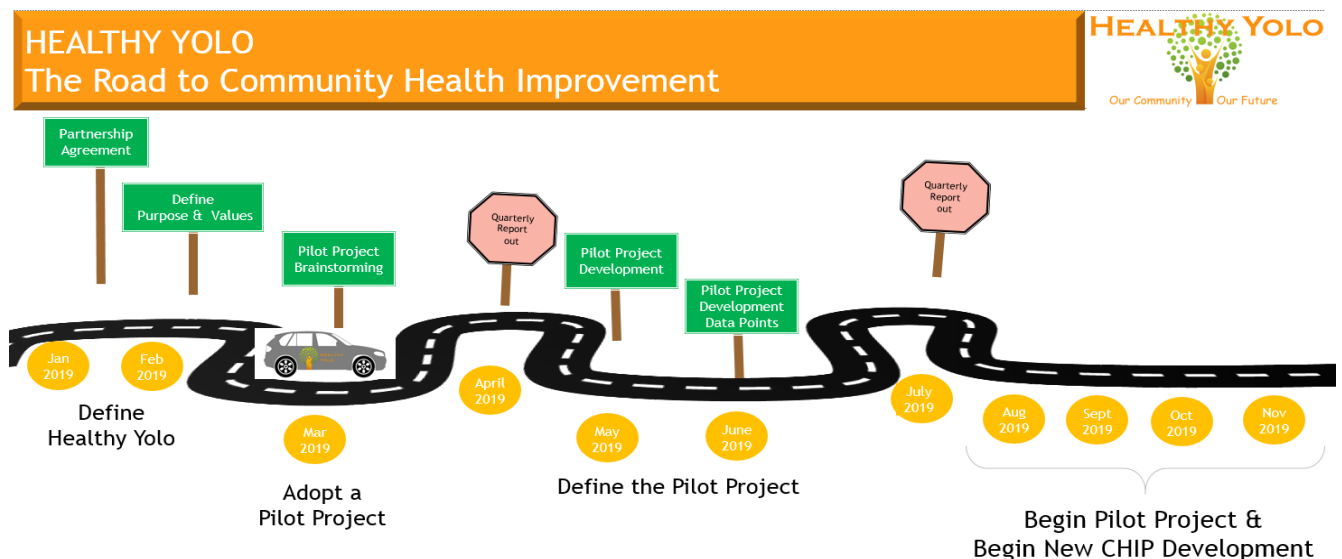 HEALTHY YOLO
The Road to Community Health Improvement
HEALTHY YOLO
Our Community Our Future
Partnership
Agreement
Define
Purpose & Values
Pilot Project
Brainstorming
Quarterly
Report
out
Pilot Project
Development
Pilot Project
Development
Data Points
Quarterly
Report
out
Jan
2019
Feb
2019
Mar
2019
April
2019
May
2019
June
2019
July
2019
Aug
2019
Sept
2019
Oct
2019
Nov
2019
Define
Healthy Yolo
Adopt a
Pilot Project
Define the Pilot Project
Begin Pilot Project &
Begin New CHIP Development